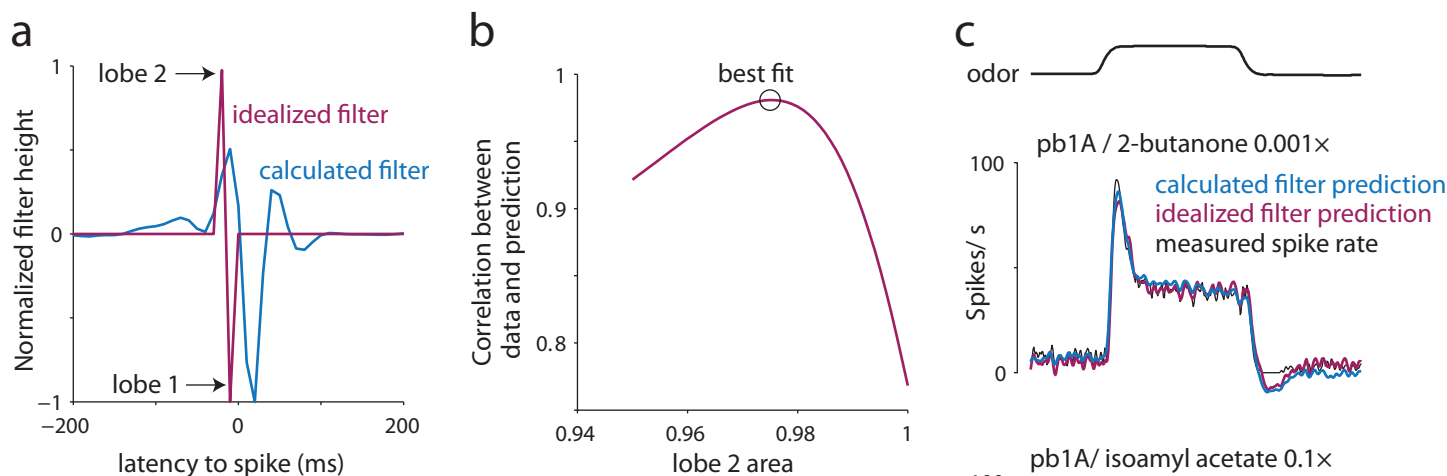 a
Normalized filter height
1
0
−1
lobe 2
idealized filter
calculated filter
lobe 1
−200
0
200
latency to spike (ms)
b
Correlation between
data and prediction
1
0.9
0.8
best fit
0.94
0.96
0.98
1
lobe 2 area
c
odor
pb1A / 2-butanone 0.001×
100
calculated filter prediction
idealized filter prediction
measured spike rate
Spikes/ s
0
pb1A/ isoamyl acetate 0.1×